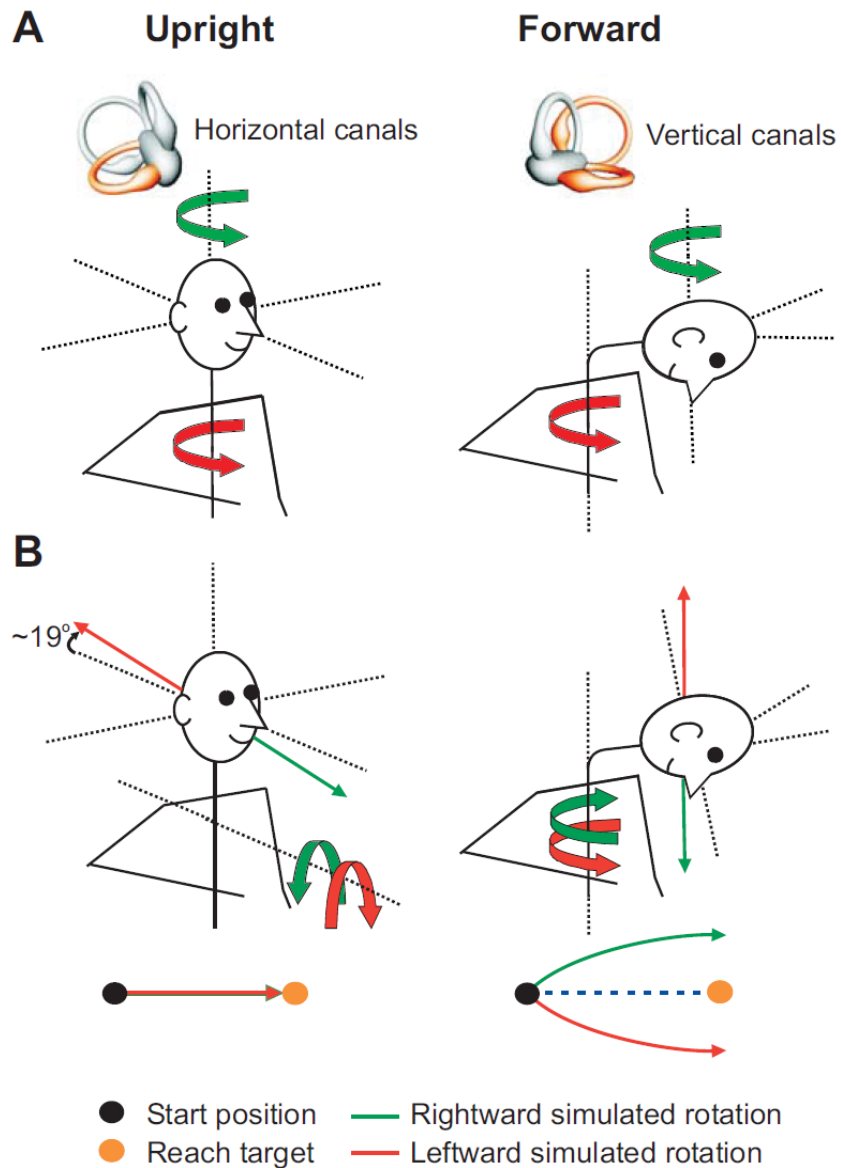 A
Upright
Forward
Horizontal canals
Vertical canals
B
~19°
Start position
Rightward simulated rotation
Reach target
Leftward simulated rotation